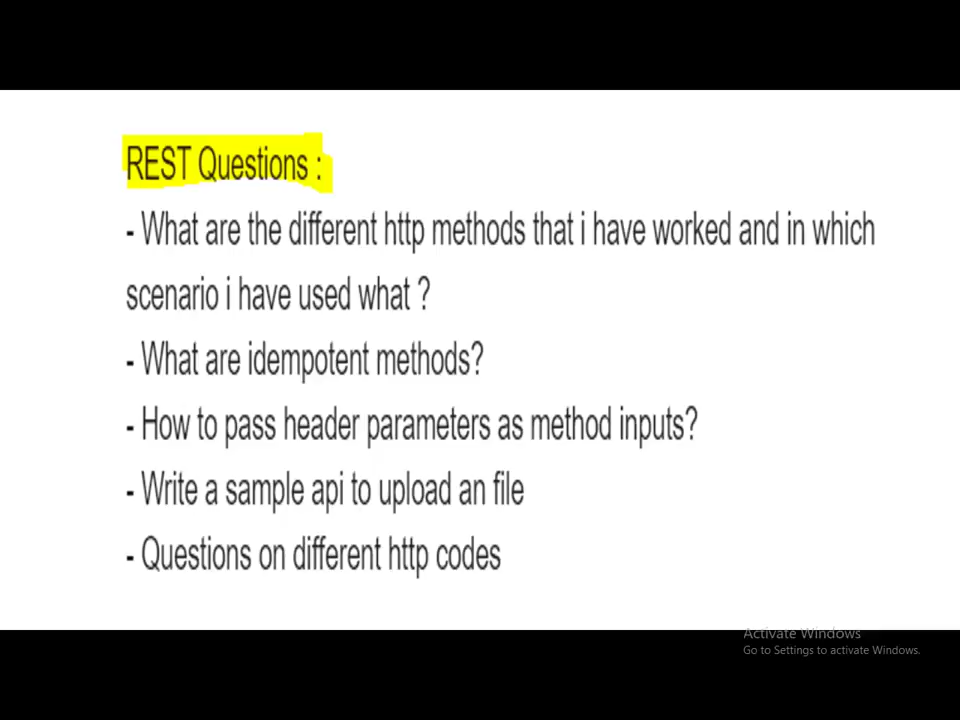 REST Questions :
- What are the different http methods that i have worked and in which
scenario i have used what ?
- What are idempotent methods?
- How to pass header parameters as method inputs?
- Write a sample api to upload an file
- Questions on different http codes
Activate Windows
Go to Settings to activate Windows.